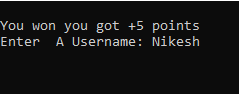 You won you got +5 points
Enter  A Username: Nikesh